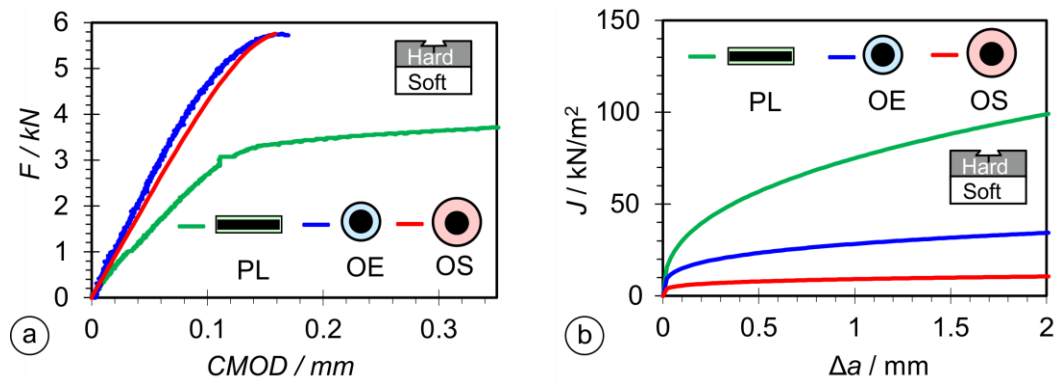 6
5
4
3
2
1
0
F / kN
Hard
Soft
PL
OE
OS
0
0.1
0.2
0.3
CMOD / mm
a
150
100
50
0
J / kN/m²
PL
OE
OS
Hard
Soft
0
0.5
1
1.5
2
Δa / mm
b